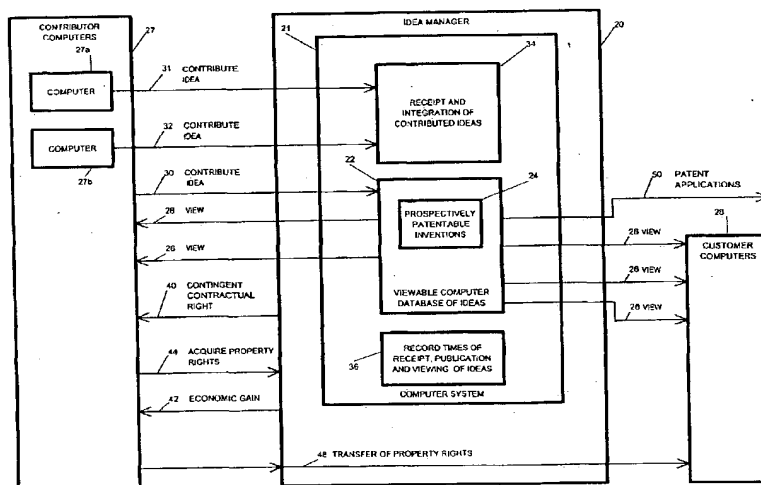 CONTRIBUTOR
COMPUTERS
27
27a
COMPUTER
COMPUTER
27b
31 CONTRIBUTE
IDEA
32 CONTRIBUTE
IDEA
30 CONTRIBUTE
IDEA
28 VIEW
26 VIEW
40 CONTINGENT
CONTRACTUAL
RIGHT
44 ACQUIRE PROPERTY
RIGHTS
42 ECONOMIC GAIN
IDEA MANAGER
20
21
34
RECEIPT AND
INTEGRATION OF
CONTRIBUTED IDEAS
22
24
PROSPECTIVELY
PATENTABLE
INVENTIONS
VIEWABLE COMPUTER
DATABASE OF IDEAS
36
RECORD TIMES OF
RECEIPT, PUBLICATION
AND VIEWING OF IDEAS
COMPUTER SYSTEM
48 TRANSFER OF PROPERTY RIGHTS
50 PATENT
APPLICATIONS
28
CUSTOMER
COMPUTERS
26 VIEW
26 VIEW
26 VIEW